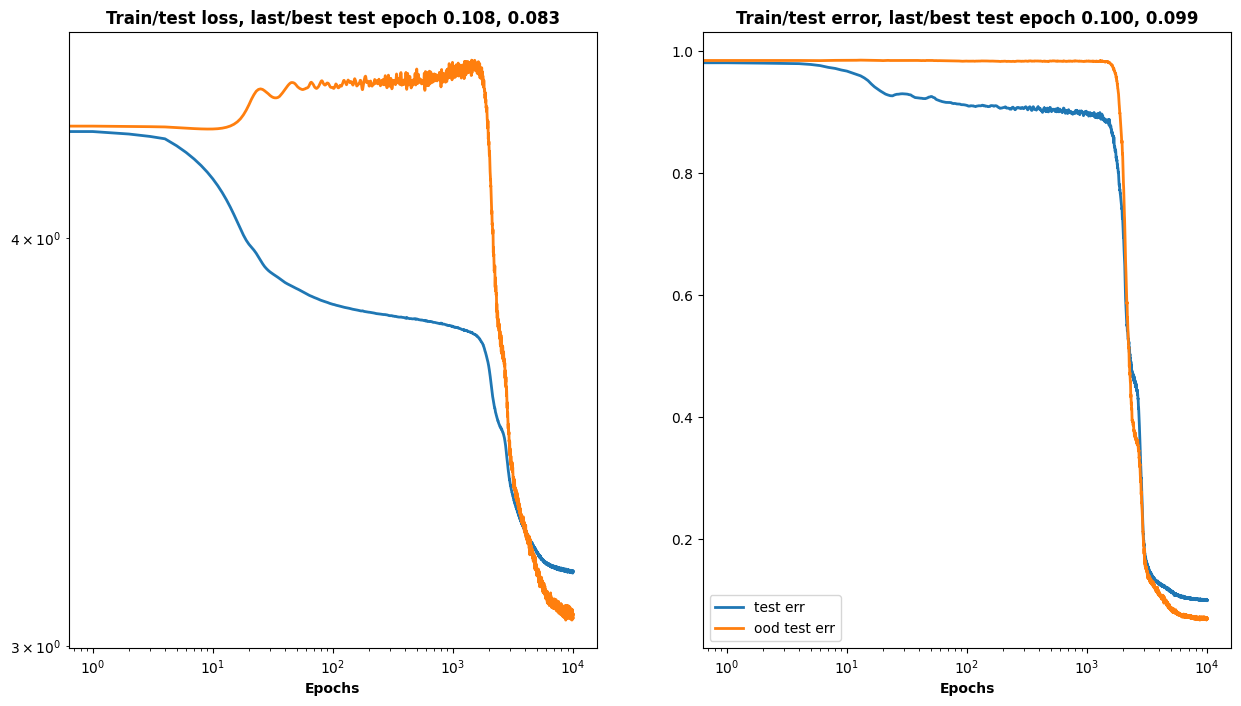 Train/test loss, last/best test epoch 0.108, 0.083
4 × 10⁰
3 × 10⁰
10⁰ 10¹ 10² 10³ 10⁴
Epochs
Train/test error, last/best test epoch 0.100, 0.099
1.0
0.8
0.6
0.4
0.2
test err
ood test err
10⁰ 10¹ 10² 10³ 10⁴
Epochs